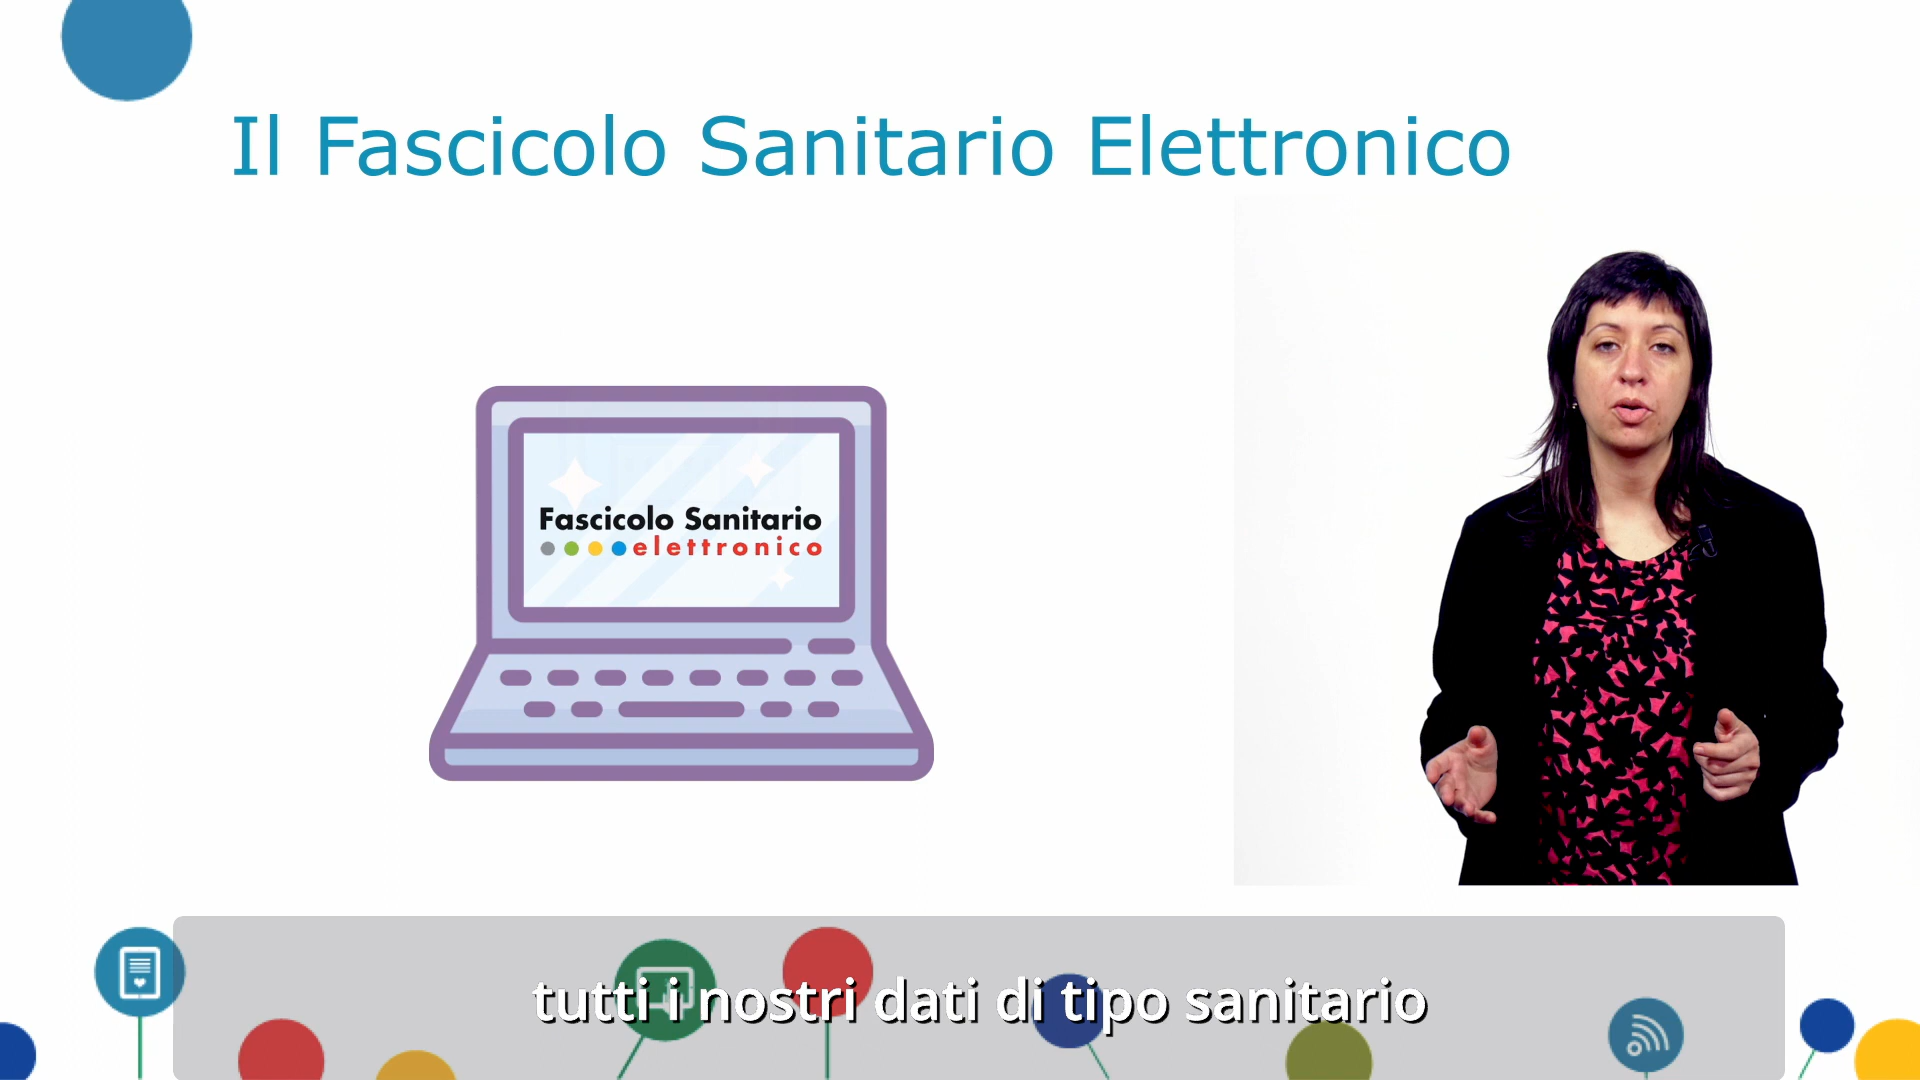 Il Fascicolo Sanitario Elettronico
Fascicolo Sanitario
elettronico
tutti i nostri dati di tipo sanitario